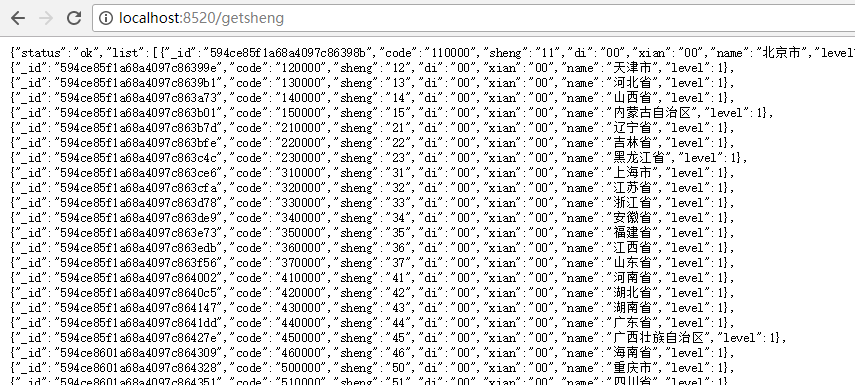 localhost:8520/getsheng
{"status":"ok","list":[{"_id":"594ce85f1a68a4097c86398b","code":"110000","sheng":"11","di":"00","xian":"00","name":"北京市","level
{"_id":"594ce85f1a68a4097c86399e","code":"120000","sheng":"12","di":"00","xian":"00","name":"天津市","level":1},
{"_id":"594ce85f1a68a4097c8639b1","code":"130000","sheng":"13","di":"00","xian":"00","name":"河北省","level":1},
{"_id":"594ce85f1a68a4097c863a73","code":"140000","sheng":"14","di":"00","xian":"00","name":"山西省","level":1},
{"_id":"594ce85f1a68a4097c863b01","code":"150000","sheng":"15","di":"00","xian":"00","name":"内蒙古自治区","level":1},
{"_id":"594ce85f1a68a4097c863b7d","code":"210000","sheng":"21","di":"00","xian":"00","name":"辽宁省","level":1},
{"_id":"594ce85f1a68a4097c863bfe","code":"220000","sheng":"22","di":"00","xian":"00","name":"吉林省","level":1},
{"_id":"594ce85f1a68a4097c863c4c","code":"230000","sheng":"23","di":"00","xian":"00","name":"黑龙江省","level":1},
{"_id":"594ce85f1a68a4097c863ce6","code":"310000","sheng":"31","di":"00","xian":"00","name":"上海市","level":1},
{"_id":"594ce85f1a68a4097c863cfa","code":"320000","sheng":"32","di":"00","xian":"00","name":"江苏省","level":1},
{"_id":"594ce85f1a68a4097c863d78","code":"330000","sheng":"33","di":"00","xian":"00","name":"浙江省","level":1},
{"_id":"594ce85f1a68a4097c863de9","code":"340000","sheng":"34","di":"00","xian":"00","name":"安徽省","level":1},
{"_id":"594ce85f1a68a4097c863e73","code":"350000","sheng":"35","di":"00","xian":"00","name":"福建省","level":1},
{"_id":"594ce85f1a68a4097c863edb","code":"360000","sheng":"36","di":"00","xian":"00","name":"江西省","level":1},
{"_id":"594ce85f1a68a4097c863f56","code":"370000","sheng":"37","di":"00","xian":"00","name":"山东省","level":1},
{"_id":"594ce85f1a68a4097c864002","code":"410000","sheng":"41","di":"00","xian":"00","name":"河南省","level":1},
{"_id":"594ce85f1a68a4097c8640c5","code":"420000","sheng":"42","di":"00","xian":"00","name":"湖北省","level":1},
{"_id":"594ce85f1a68a4097c864147","code":"430000","sheng":"43","di":"00","xian":"00","name":"湖南省","level":1},
{"_id":"594ce85f1a68a4097c8641dd","code":"440000","sheng":"44","di":"00","xian":"00","name":"广东省","level":1},
{"_id":"594ce85f1a68a4097c86427e","code":"450000","sheng":"45","di":"00","xian":"00","name":"广西壮族自治区","level":1},
{"_id":"594ce8601a68a4097c864309","code":"460000","sheng":"46","di":"00","xian":"00","name":"海南省","level":1},
{"_id":"594ce8601a68a4097c864328","code":"500000","sheng":"50","di":"00","xian":"00","name":"重庆市","level":1},
{"_id":"594ce8601a68a4097c864351","code":"510000","sheng":"51","di":"00","xian":"00","name":"四川省","level":1},